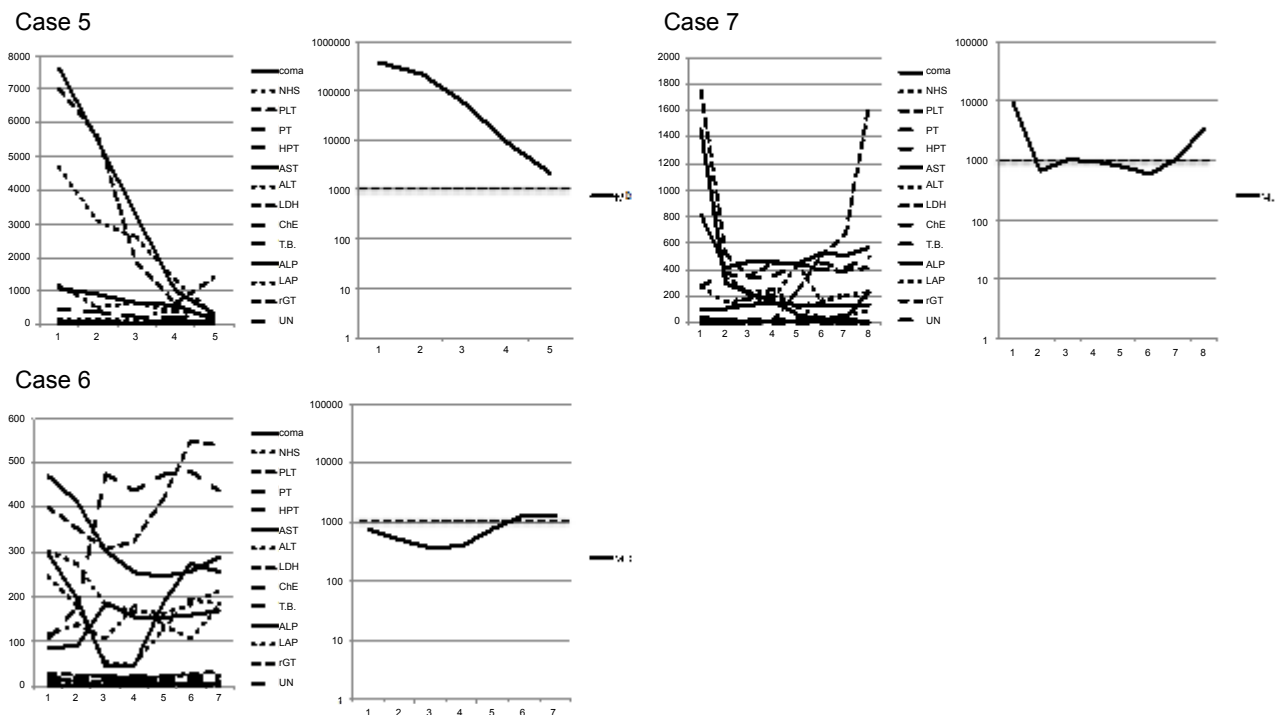 Case 5
8000
7000
6000
5000
4000
3000
2000
1000
0
1 2 3 4 5
coma
NHS
PLT
PT
HPT
AST
ALT
LDH
ChE
T.B.
ALP
LAP
rGT
UN
1000000
100000
10000
1000
100
10
1
1 2 3 4 5
Case 7
2000
1800
1600
1400
1200
1000
800
600
400
200
0
1 2 3 4 5 6 7 8
coma
NHS
PLT
PT
HPT
AST
ALT
LDH
ChE
T.B.
ALP
LAP
rGT
UN
100000
10000
1000
100
10
1
1 2 3 4 5 6 7 8
Case 6
600
500
400
300
200
100
0
1 2 3 4 5 6 7
coma
NHS
PLT
PT
HPT
AST
ALT
LDH
ChE
T.B.
ALP
LAP
rGT
UN
100000
10000
1000
100
10
1
1 2 3 4 5 6 7